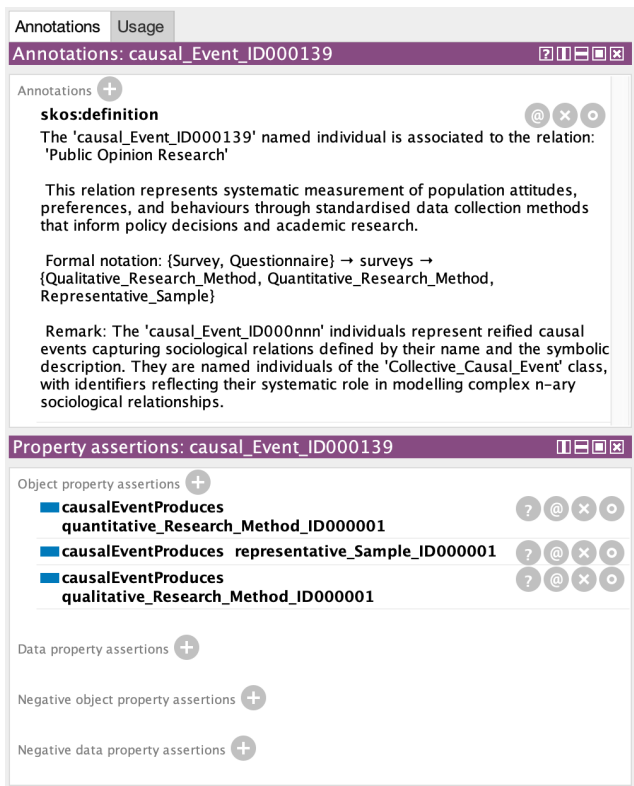 Annotations Usage
Annotations: causal_Event_ID000139
Annotations
skos:definition
The 'causal_Event_ID000139' named individual is associated to the relation:
'Public Opinion Research'
This relation represents systematic measurement of population attitudes,
preferences, and behaviours through standardised data collection methods
that inform policy decisions and academic research.
Formal notation: {Survey, Questionnaire} → surveys →
{Qualitative_Research_Method, Quantitative_Research_Method,
Representative_Sample}
Remark: The 'causal_Event_ID000nnn' individuals represent reified causal
events capturing sociological relations defined by their name and the symbolic
description. They are named individuals of the 'Collective_Causal_Event' class,
with identifiers reflecting their systematic role in modelling complex n-ary
sociological relationships.
Property assertions: causal_Event_ID000139
Object property assertions
causalEventProduces
quantitative_Research_Method_ID000001
causalEventProduces representative_Sample_ID000001
causalEventProduces
qualitative_Research_Method_ID000001
Data property assertions
Negative object property assertions
Negative data property assertions